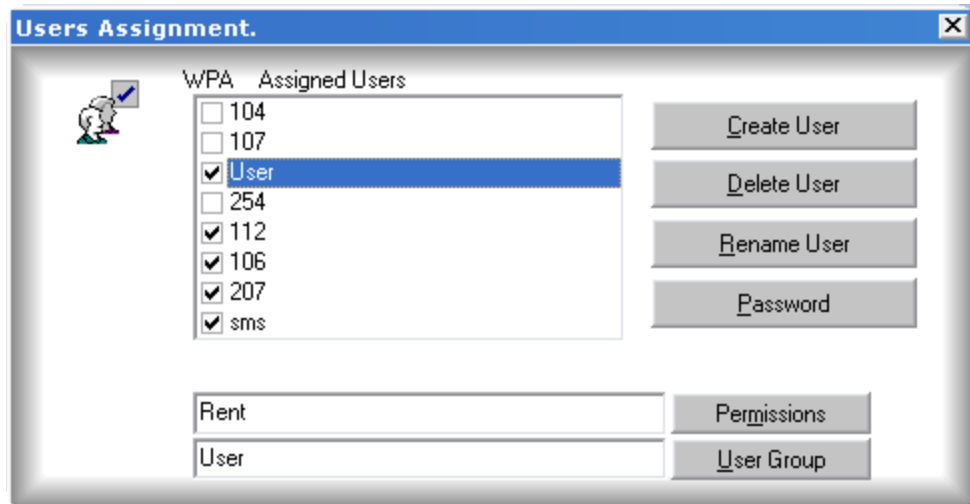 Users Assignment.
WPA Assigned Users
104
107
User
254
112
106
207
sms
Create User
Delete User
Rename User
Password
Rent
Permissions
User
User Group